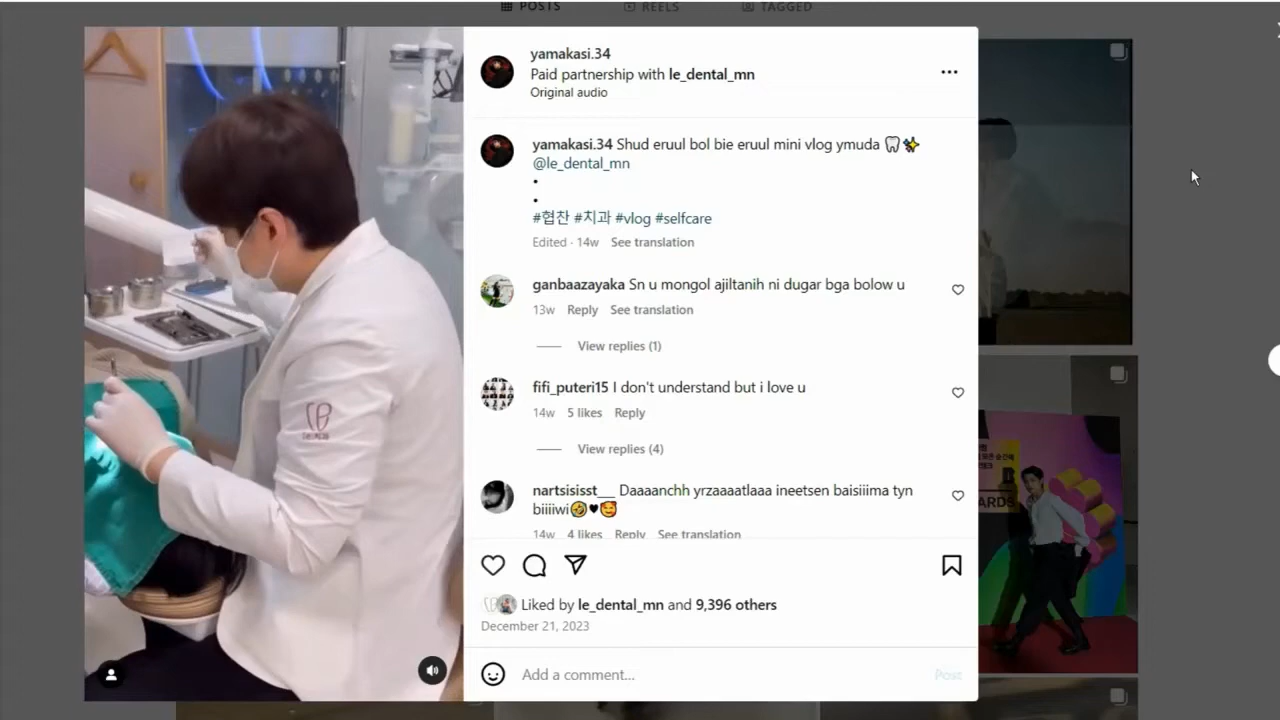 POSTS REELS TAGGED
yamakasi.34
Paid partnership with le_dental_mn
Original audio
yamakasi.34 Shud eruul bol bie eruul mini vlog ymuda 🦷✨
@le_dental_mn
•
•
#협찬 #치과 #vlog #selfcare
Edited · 14w See translation
ganbaazayaka Sn u mongol ajiltanih ni dugar bga bolow u
13w Reply See translation
View replies (1)
fifi_puteri15 I don't understand but i love u
14w 5 likes Reply
View replies (4)
nartsisisst__ Daaaanchh yrzaaaatlaaa ineetsen baisiiima tyn
biiiiwi🤣♥🥰
14w 4 likes Reply See translation
Liked by le_dental_mn and 9,396 others
December 21, 2023
Add a comment...
Post
ARDS